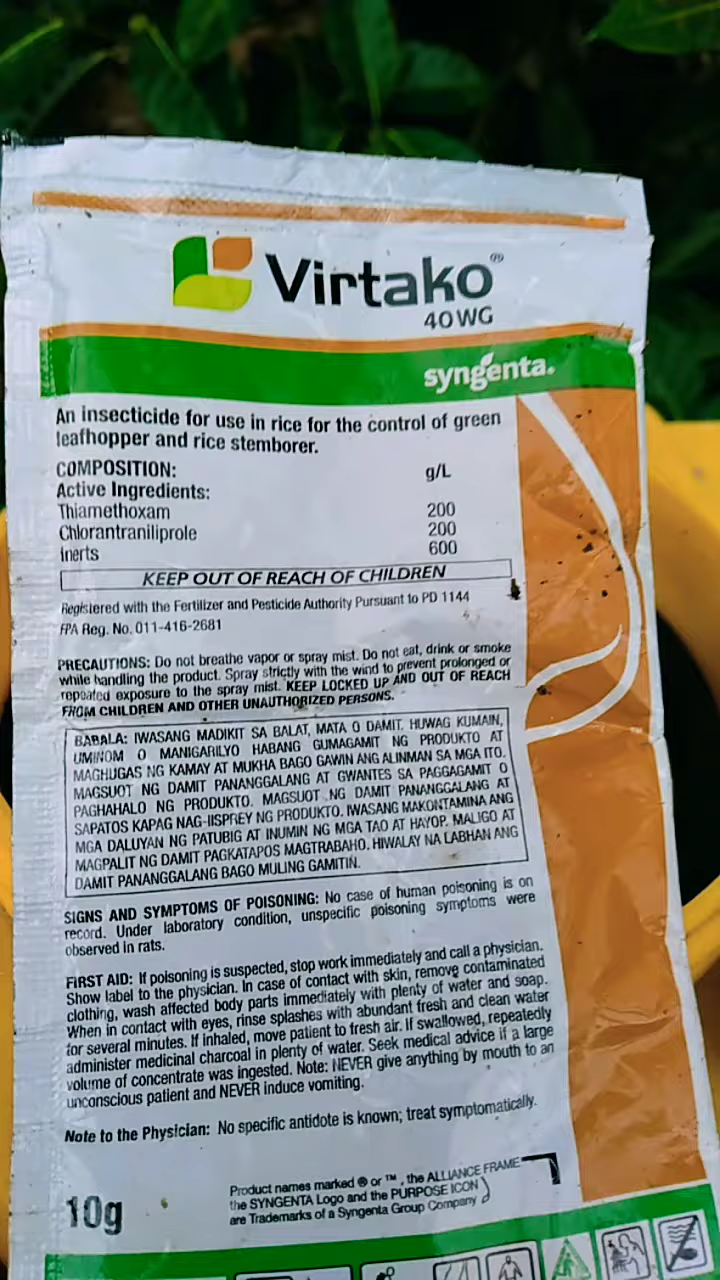 Virtako®
40WG
syngenta.
An insecticide for use in rice for the control of green
leafhopper and rice stemborer.
COMPOSITION: g/L
Active Ingredients:
Thiamethoxam 200
Chlorantraniliprole 200
Inerts 600
KEEP OUT OF REACH OF CHILDREN
Registered with the Fertilizer and Pesticide Authority Pursuant to PD 1144
FPA Reg. No. 011-416-2681
PRECAUTIONS: Do not breathe vapor or spray mist. Do not eat, drink or smoke
while handling the product. Spray strictly with the wind to prevent prolonged or
repeated exposure to the spray mist. KEEP LOCKED UP AND OUT OF REACH
FROM CHILDREN AND OTHER UNAUTHORIZED PERSONS.
BABALA: IWASANG MADIKIT SA BALAT, MATA O DAMIT. HUWAG KUMAIN,
UMINOM O MANIGARILYO HABANG GUMAGAMIT NG PRODUKTO AT
MAGHUGAS NG KAMAY AT MUKHA BAGO GAWIN ANG ALINMAN SA MGA ITO.
MAGSUOT NG DAMIT PANANGGALANG AT GWANTES SA PAGGAGAMIT O
PAGHAHALO NG PRODUKTO. MAGSUOT NG DAMIT PANANGGALANG AT
SAPATOS KAPAG NAG-IISPREY NG PRODUKTO. IWASANG MAKONTAMINA ANG
MGA DALUYAN NG PATUBIG AT INUMIN NG MGA TAO AT HAYOP. MALIGO AT
MAGPALIT NG DAMIT PAGKATAPOS MAGTRABAHO. HIWALAY NA LABHAN ANG
DAMIT PANANGGALANG BAGO MULING GAMITIN.
SIGNS AND SYMPTOMS OF POISONING: No case of human poisoning is on
record. Under laboratory condition, unspecific poisoning symptoms were
observed in rats.
FIRST AID: If poisoning is suspected, stop work immediately and call a physician.
Show label to the physician. In case of contact with skin, remove contaminated
clothing, wash affected body parts immediately with plenty of water and soap.
When in contact with eyes, rinse splashes with abundant fresh and clean water
for several minutes. If inhaled, move patient to fresh air. If swallowed, repeatedly
administer medicinal charcoal in plenty of water. Seek medical advice if a large
volume of concentrate was ingested. Note: NEVER give anything by mouth to an
unconscious patient and NEVER induce vomiting.
Note to the Physician: No specific antidote is known; treat symptomatically.
10g
Product names marked ® or ™, the ALLIANCE FRAME
the SYNGENTA Logo and the PURPOSE ICON
are Trademarks of a Syngenta Group Company